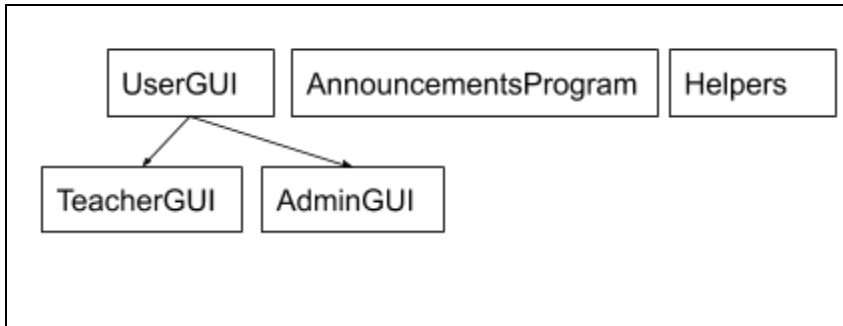 UserGUI
AnnouncementsProgram
Helpers
TeacherGUI
AdminGUI